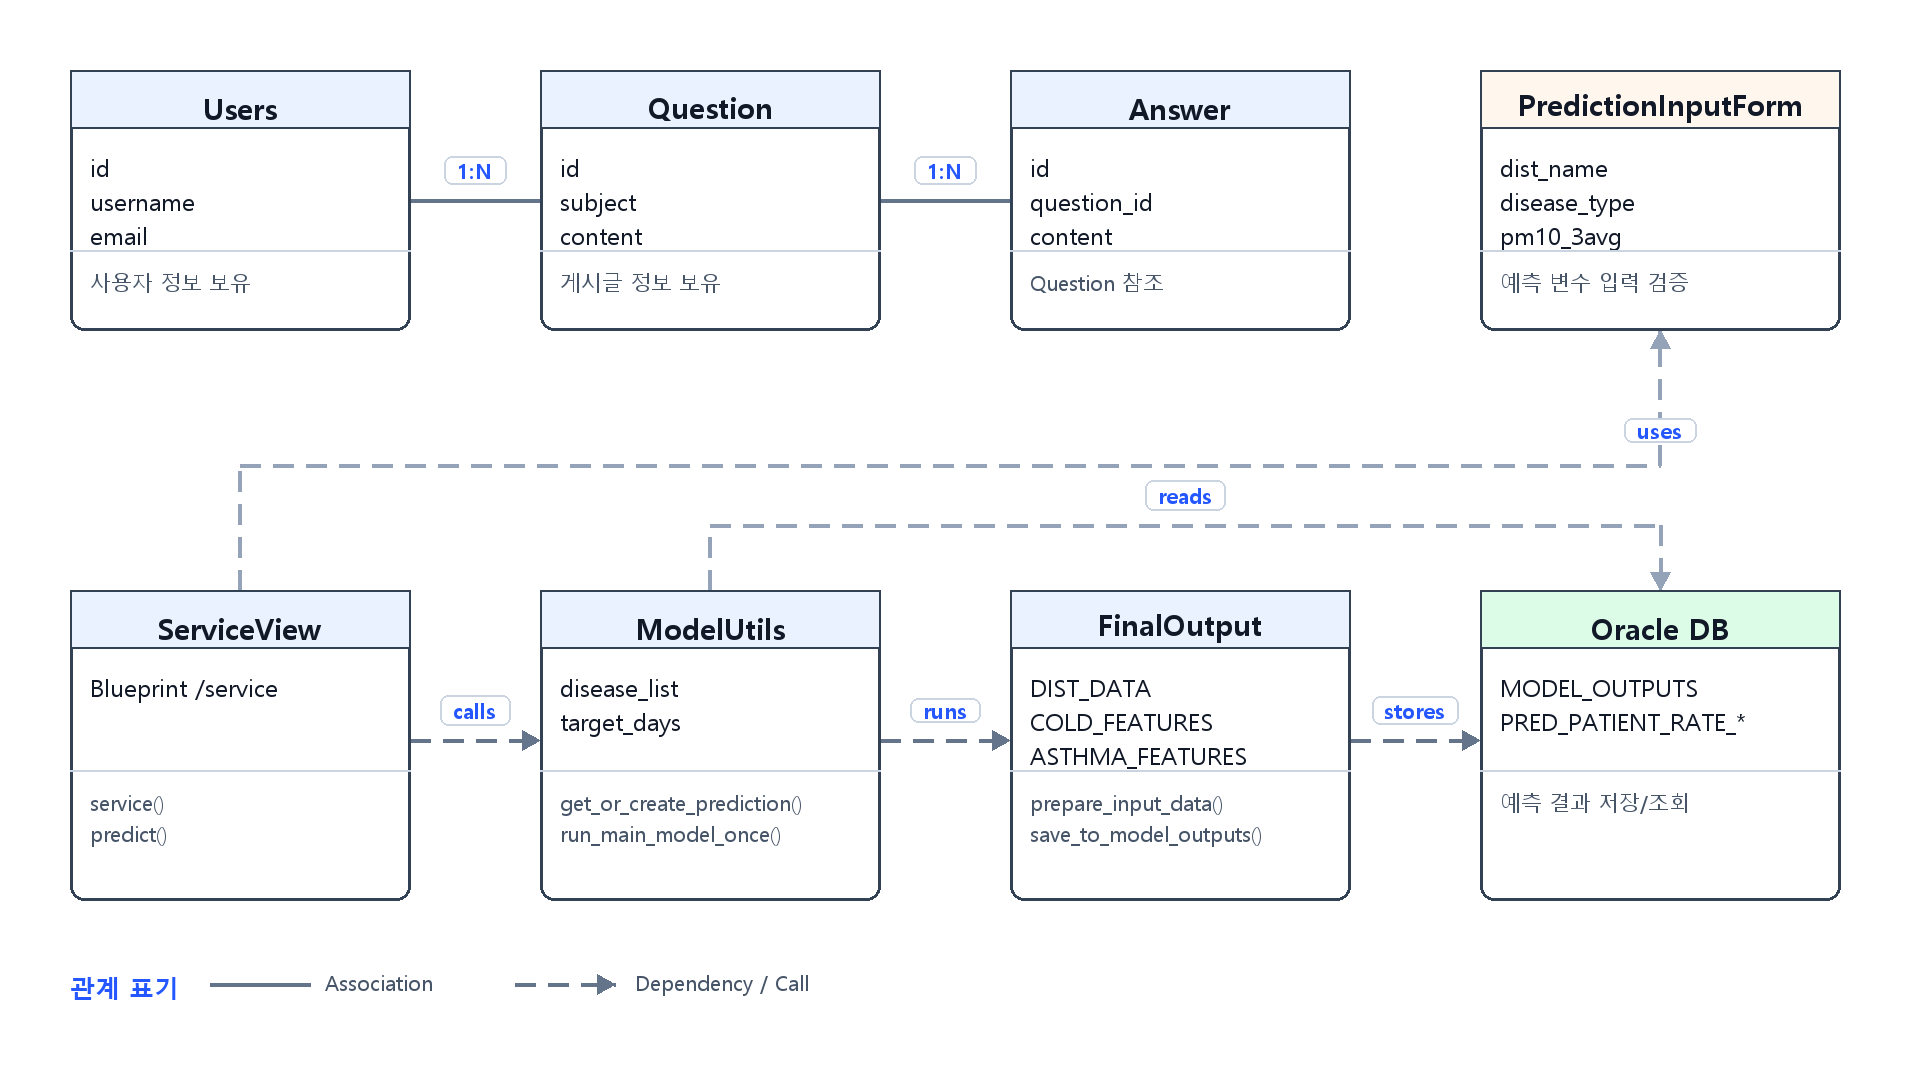 Users
id
username
email
사용자 정보 보유
1:N
Question
id
subject
content
게시글 정보 보유
1:N
Answer
id
question_id
content
Question 참조
PredictionInputForm
dist_name
disease_type
pm10_3avg
예측 변수 입력 검증
uses
reads
ServiceView
Blueprint /service
service()
predict()
calls
ModelUtils
disease_list
target_days
get_or_create_prediction()
run_main_model_once()
runs
FinalOutput
DIST_DATA
COLD_FEATURES
ASTHMA_FEATURES
prepare_input_data()
save_to_model_outputs()
stores
Oracle DB
MODEL_OUTPUTS
PRED_PATIENT_RATE_*
예측 결과 저장/조회
관계 표기
Association
Dependency / Call